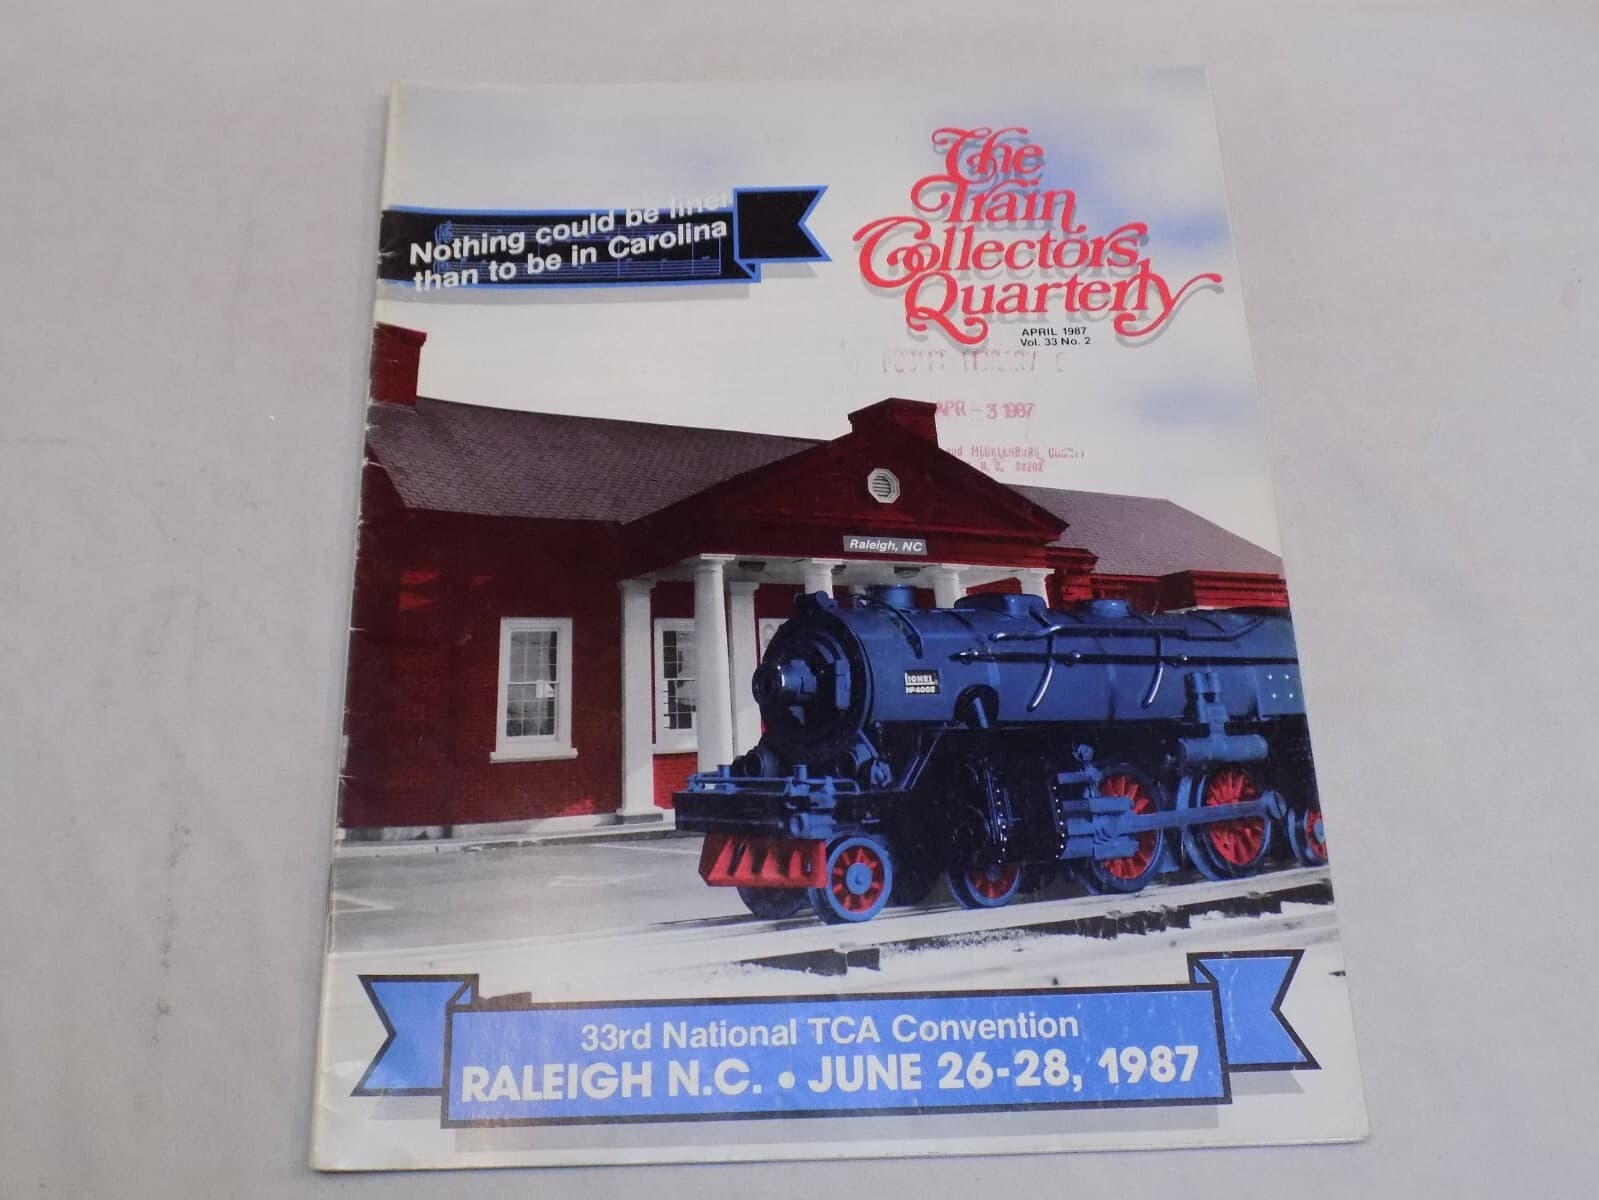 Nothing could be finer
than to be in Carolina
The
Train
Collectors
Quarterly
APRIL 1987
Vol. 33 No. 2
APR - 3 1987
MECKLENBURG COUNTY
N. C. 28202
Raleigh, NC
LIONEL
33rd National TCA Convention
RALEIGH N.C. • JUNE 26-28, 1987